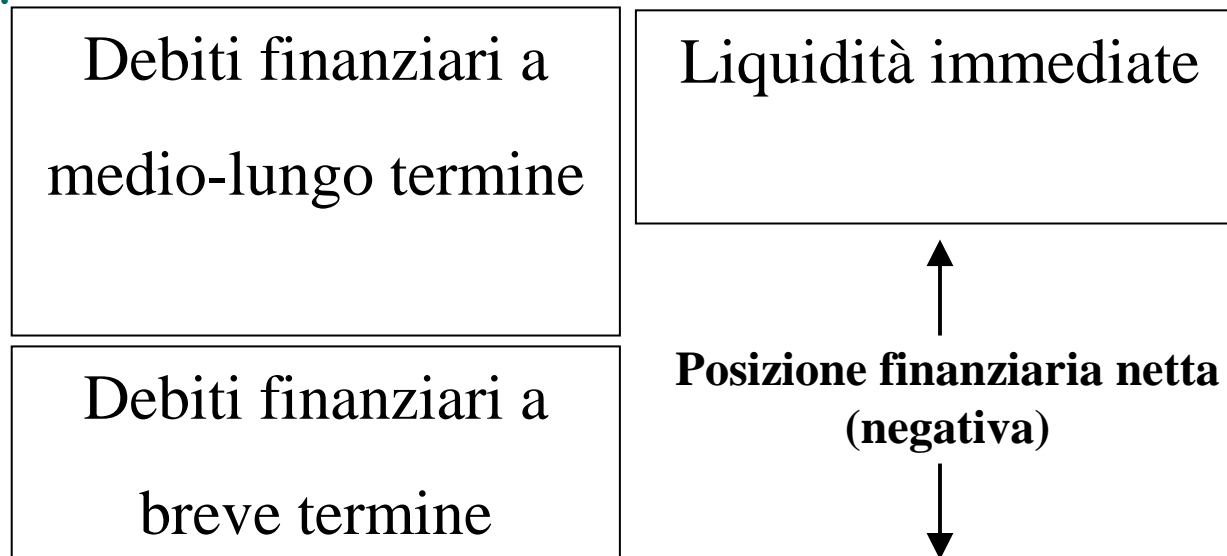 Debiti finanziari a
medio-lungo termine
Liquidità immediate
Debiti finanziari a
breve termine
Posizione finanziaria netta
(negativa)